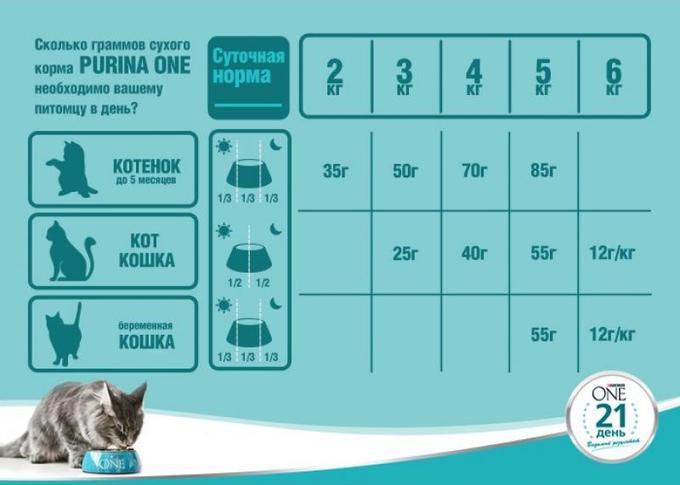 Сколько граммов сухого
корма PURINA ONE
необходимо вашему
питомцу в день?
Суточная
норма
2 кг
3 кг
4 кг
5 кг
6 кг
КОТЕНОК
до 5 месяцев
1/3 1/3 1/3
35г 50г 70г 85г
КОТ
КОШКА
1/2 1/2
25г 40г 55г 12г/кг
беременная
КОШКА
1/3 1/3 1/3
55г 12г/кг
ONE
PURINA
ONE
21
день
Видимый результат